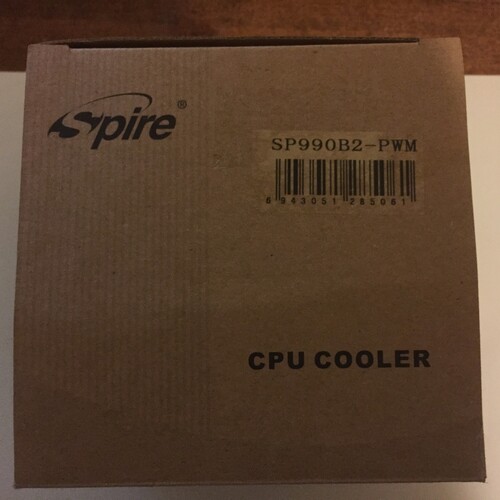 Spire®
SP990B2-PWM
6 943051 285061
CPU COOLER